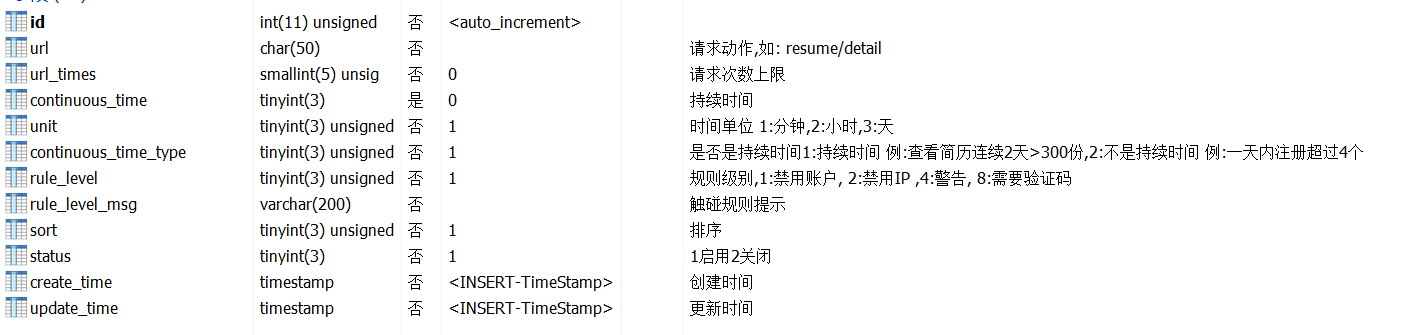 id int(11) unsigned 否 <auto_increment>
url char(50) 否 请求动作,如: resume/detail
url_times smallint(5) unsig 否 0 请求次数上限
continuous_time tinyint(3) 是 0 持续时间
unit tinyint(3) unsigned 否 1 时间单位 1:分钟,2:小时,3:天
continuous_time_type tinyint(3) unsigned 否 1 是否是持续时间1:持续时间 例:查看简历连续2天>300份,2:不是持续时间 例:一天内注册超过4个
rule_level tinyint(3) unsigned 否 1 规则级别,1:禁用账户, 2:禁用IP ,4:警告, 8:需要验证码
rule_level_msg varchar(200) 否 触碰规则提示
sort tinyint(3) unsigned 否 1 排序
status tinyint(3) 否 1 1启用2关闭
create_time timestamp 否 <INSERT-TimeStamp> 创建时间
update_time timestamp 否 <INSERT-TimeStamp> 更新时间